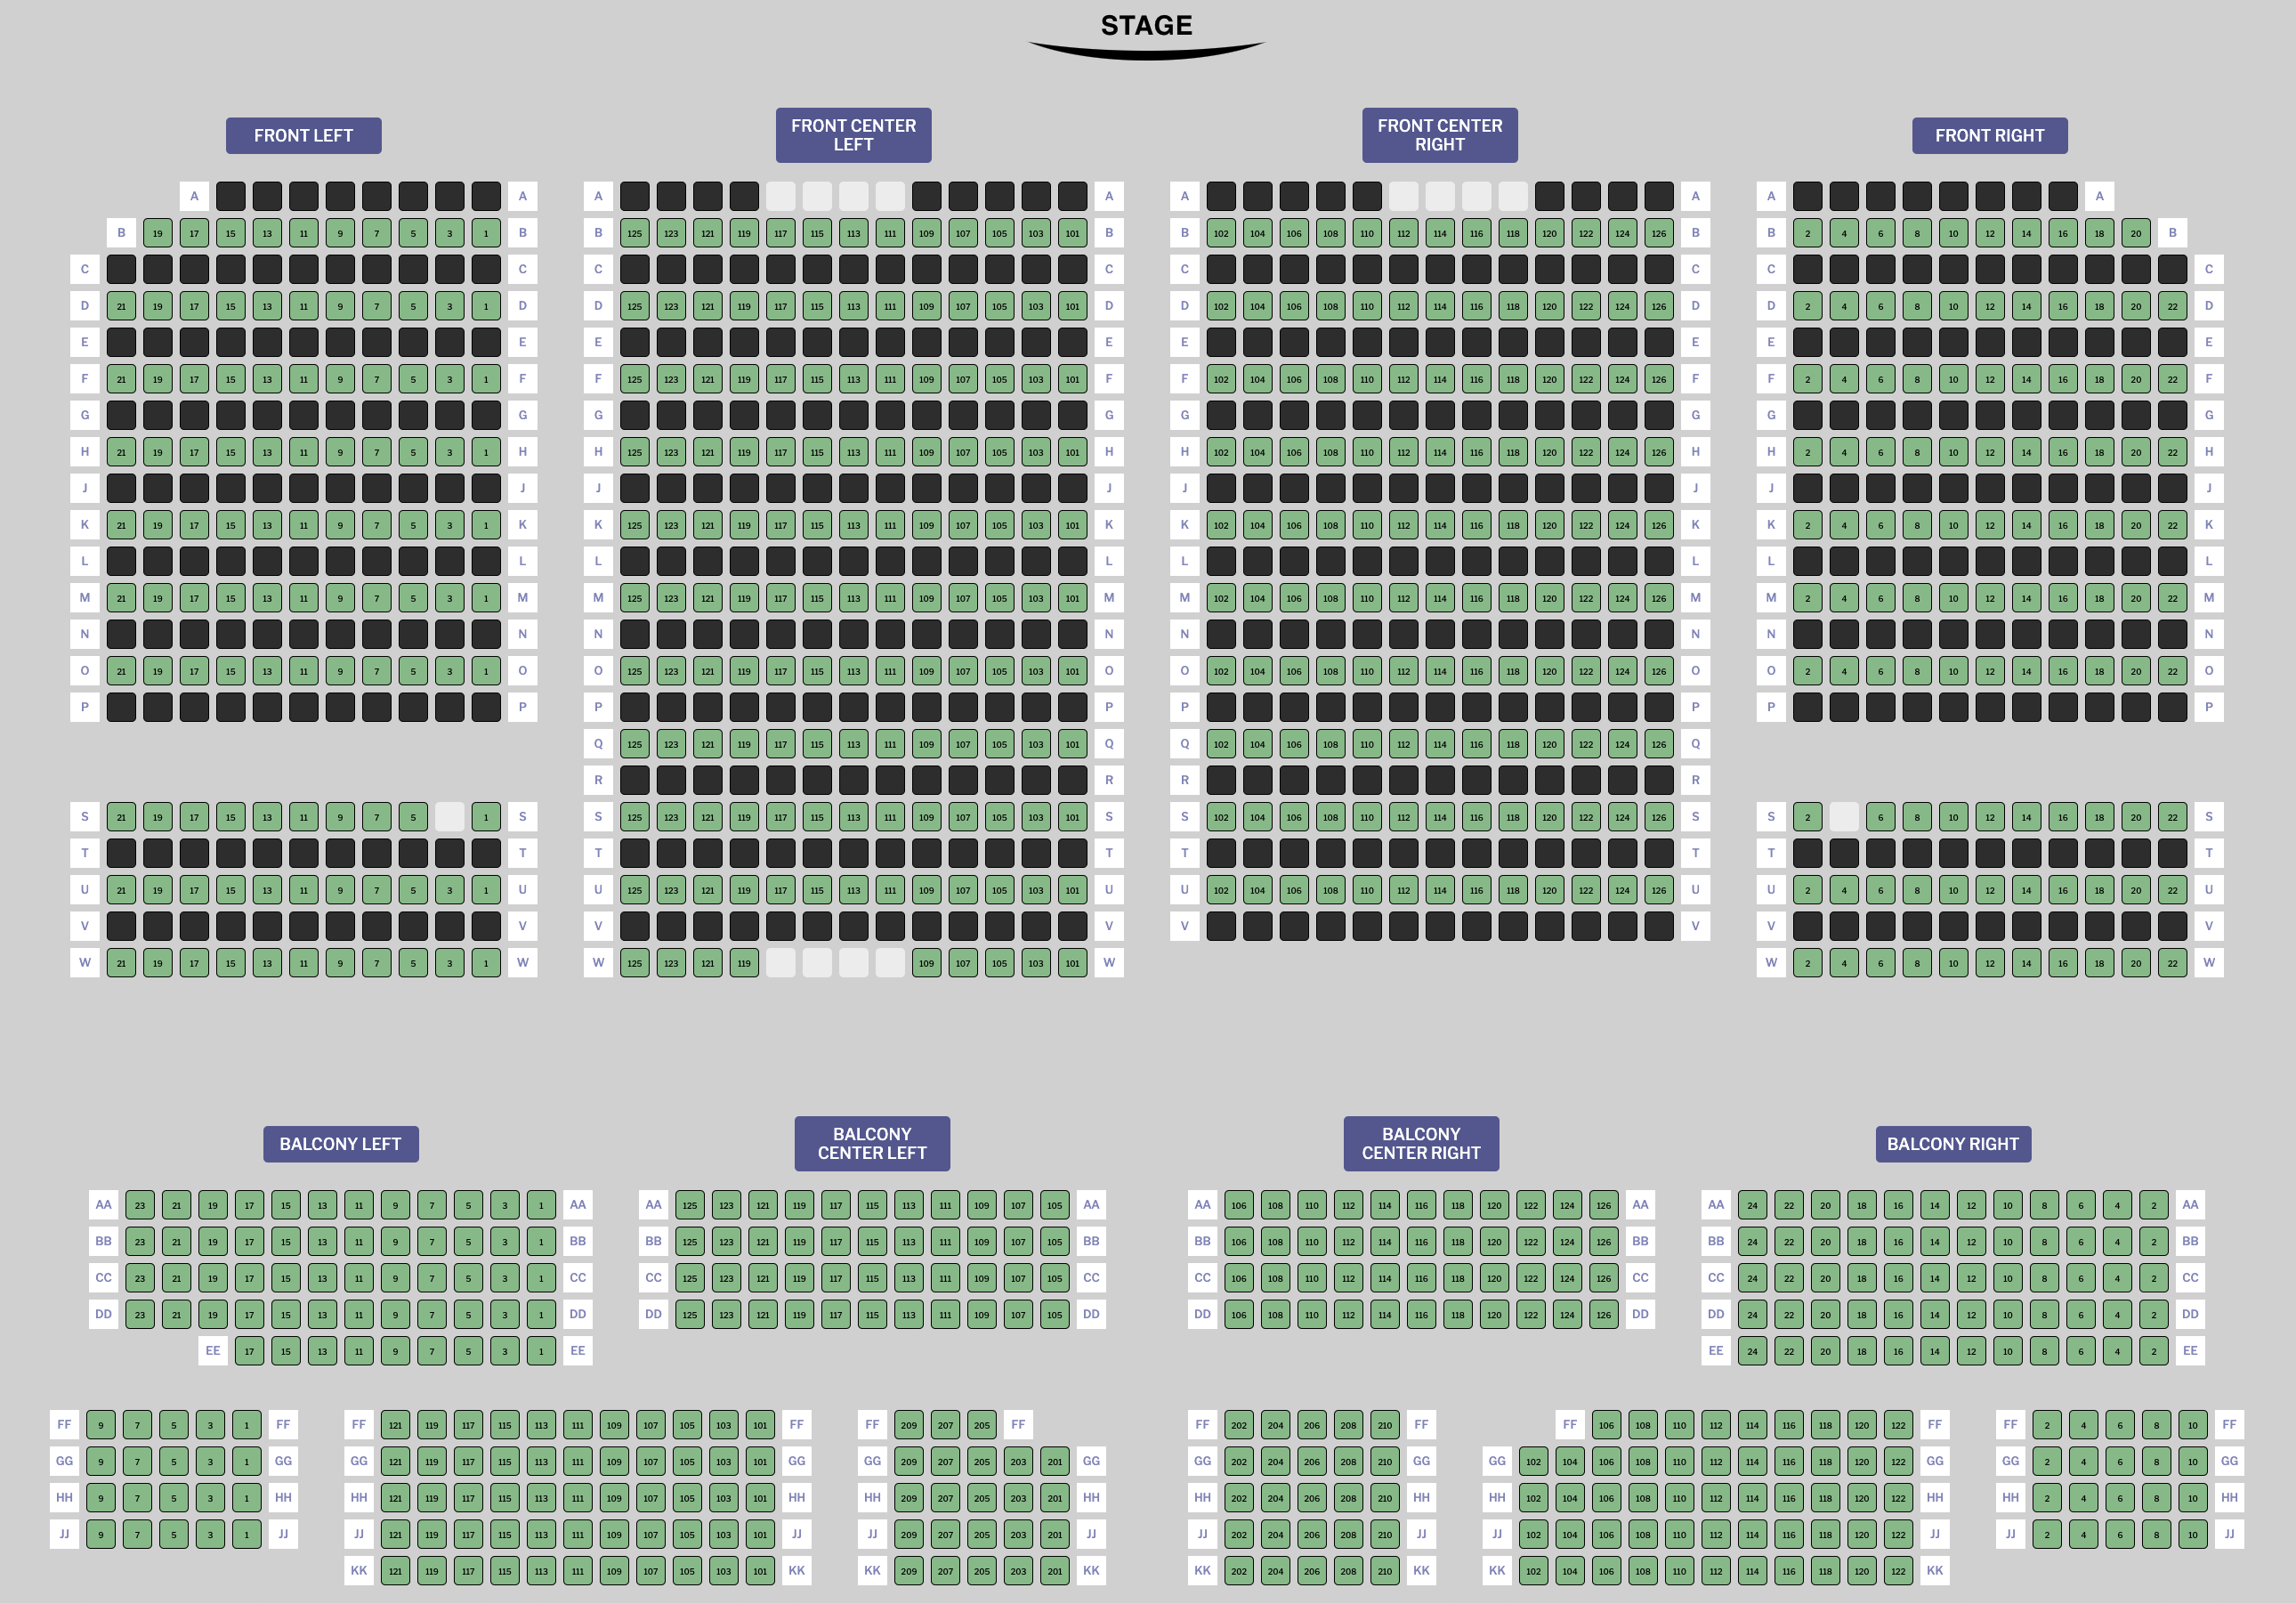 STAGE
FRONT LEFT
FRONT CENTER
LEFT
FRONT CENTER
RIGHT
FRONT RIGHT
A A A A A A A A
B 19 17 15 13 11 9 7 5 3 1 B B 125 123 121 119 117 115 113 111 109 107 105 103 101 B B 102 104 106 108 110 112 114 116 118 120 122 124 126 B B 2 4 6 8 10 12 14 16 18 20 B
C C C C C C C C
D 21 19 17 15 13 11 9 7 5 3 1 D D 125 123 121 119 117 115 113 111 109 107 105 103 101 D D 102 104 106 108 110 112 114 116 118 120 122 124 126 D D 2 4 6 8 10 12 14 16 18 20 22 D
E E E E E E E E
F 21 19 17 15 13 11 9 7 5 3 1 F F 125 123 121 119 117 115 113 111 109 107 105 103 101 F F 102 104 106 108 110 112 114 116 118 120 122 124 126 F F 2 4 6 8 10 12 14 16 18 20 22 F
G G G G G G G G
H 21 19 17 15 13 11 9 7 5 3 1 H H 125 123 121 119 117 115 113 111 109 107 105 103 101 H H 102 104 106 108 110 112 114 116 118 120 122 124 126 H H 2 4 6 8 10 12 14 16 18 20 22 H
J J J J J J J J
K 21 19 17 15 13 11 9 7 5 3 1 K K 125 123 121 119 117 115 113 111 109 107 105 103 101 K K 102 104 106 108 110 112 114 116 118 120 122 124 126 K K 2 4 6 8 10 12 14 16 18 20 22 K
L L L L L L L L
M 21 19 17 15 13 11 9 7 5 3 1 M M 125 123 121 119 117 115 113 111 109 107 105 103 101 M M 102 104 106 108 110 112 114 116 118 120 122 124 126 M M 2 4 6 8 10 12 14 16 18 20 22 M
N N N N N N N N
O 21 19 17 15 13 11 9 7 5 3 1 O O 125 123 121 119 117 115 113 111 109 107 105 103 101 O O 102 104 106 108 110 112 114 116 118 120 122 124 126 O O 2 4 6 8 10 12 14 16 18 20 22 O
P P P P P P P P
Q 125 123 121 119 117 115 113 111 109 107 105 103 101 Q Q 102 104 106 108 110 112 114 116 118 120 122 124 126 Q
R R R R
S 21 19 17 15 13 11 9 7 5 1 S S 125 123 121 119 117 115 113 111 109 107 105 103 101 S S 102 104 106 108 110 112 114 116 118 120 122 124 126 S S 2 6 8 10 12 14 16 18 20 22 S
T T T T T T T T
U 21 19 17 15 13 11 9 7 5 3 1 U U 125 123 121 119 117 115 113 111 109 107 105 103 101 U U 102 104 106 108 110 112 114 116 118 120 122 124 126 U U 2 4 6 8 10 12 14 16 18 20 22 U
V V V V V V V V
W 21 19 17 15 13 11 9 7 5 3 1 W W 125 123 121 119 109 107 105 103 101 W W 2 4 6 8 10 12 14 16 18 20 22 W
BALCONY LEFT
BALCONY
CENTER LEFT
BALCONY
CENTER RIGHT
BALCONY RIGHT
AA 23 21 19 17 15 13 11 9 7 5 3 1 AA AA 125 123 121 119 117 115 113 111 109 107 105 AA AA 106 108 110 112 114 116 118 120 122 124 126 AA AA 24 22 20 18 16 14 12 10 8 6 4 2 AA
BB 23 21 19 17 15 13 11 9 7 5 3 1 BB BB 125 123 121 119 117 115 113 111 109 107 105 BB BB 106 108 110 112 114 116 118 120 122 124 126 BB BB 24 22 20 18 16 14 12 10 8 6 4 2 BB
CC 23 21 19 17 15 13 11 9 7 5 3 1 CC CC 125 123 121 119 117 115 113 111 109 107 105 CC CC 106 108 110 112 114 116 118 120 122 124 126 CC CC 24 22 20 18 16 14 12 10 8 6 4 2 CC
DD 23 21 19 17 15 13 11 9 7 5 3 1 DD DD 125 123 121 119 117 115 113 111 109 107 105 DD DD 106 108 110 112 114 116 118 120 122 124 126 DD DD 24 22 20 18 16 14 12 10 8 6 4 2 DD
EE 17 15 13 11 9 7 5 3 1 EE EE 24 22 20 18 16 14 12 10 8 6 4 2 EE
FF 9 7 5 3 1 FF FF 121 119 117 115 113 111 109 107 105 103 101 FF FF 209 207 205 FF FF 202 204 206 208 210 FF FF 106 108 110 112 114 116 118 120 122 FF FF 2 4 6 8 10 FF
GG 9 7 5 3 1 GG GG 121 119 117 115 113 111 109 107 105 103 101 GG GG 209 207 205 203 201 GG GG 202 204 206 208 210 GG GG 102 104 106 108 110 112 114 116 118 120 122 GG GG 2 4 6 8 10 GG
HH 9 7 5 3 1 HH HH 121 119 117 115 113 111 109 107 105 103 101 HH HH 209 207 205 203 201 HH HH 202 204 206 208 210 HH HH 102 104 106 108 110 112 114 116 118 120 122 HH HH 2 4 6 8 10 HH
JJ 9 7 5 3 1 JJ JJ 121 119 117 115 113 111 109 107 105 103 101 JJ JJ 209 207 205 203 201 JJ JJ 202 204 206 208 210 JJ JJ 102 104 106 108 110 112 114 116 118 120 122 JJ JJ 2 4 6 8 10 JJ
KK 121 119 117 115 113 111 109 107 105 103 101 KK KK 209 207 205 203 201 KK KK 202 204 206 208 210 KK KK 102 104 106 108 110 112 114 116 118 120 122 KK